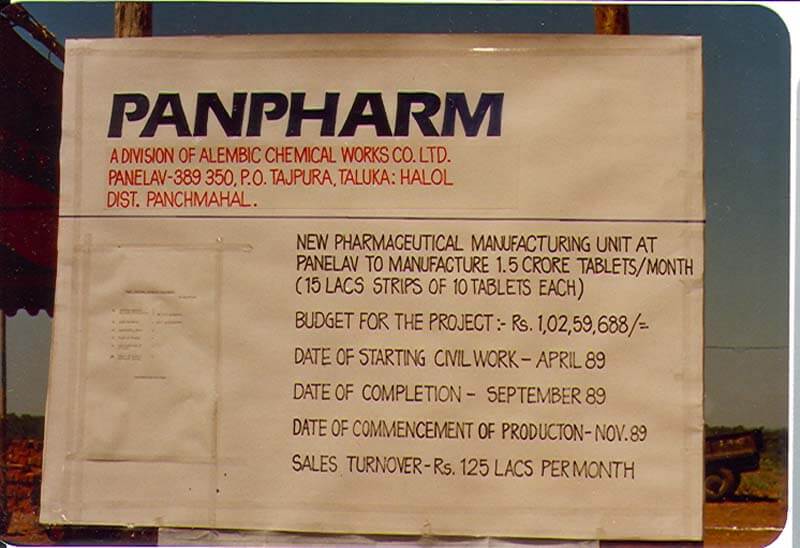 PANPHARM
A DIVISION OF ALEMBIC CHEMICAL WORKS CO. LTD.
PANELAV-389 350, P.O. TAJPURA, TALUKA: HALOL
DIST. PANCHMAHAL.
NEW PHARMACEUTICAL MANUFACTURING UNIT AT
PANELAV TO MANUFACTURE 1.5 CRORE TABLETS/MONTH
(15 LACS STRIPS OF 10 TABLETS EACH)
BUDGET FOR THE PROJECT :- Rs. 1,02,59,688/=
DATE OF STARTING CIVIL WORK - APRIL 89
DATE OF COMPLETION - SEPTEMBER 89
DATE OF COMMENCEMENT OF PRODUCTON - NOV. 89
SALES TURNOVER - Rs. 125 LACS PER MONTH